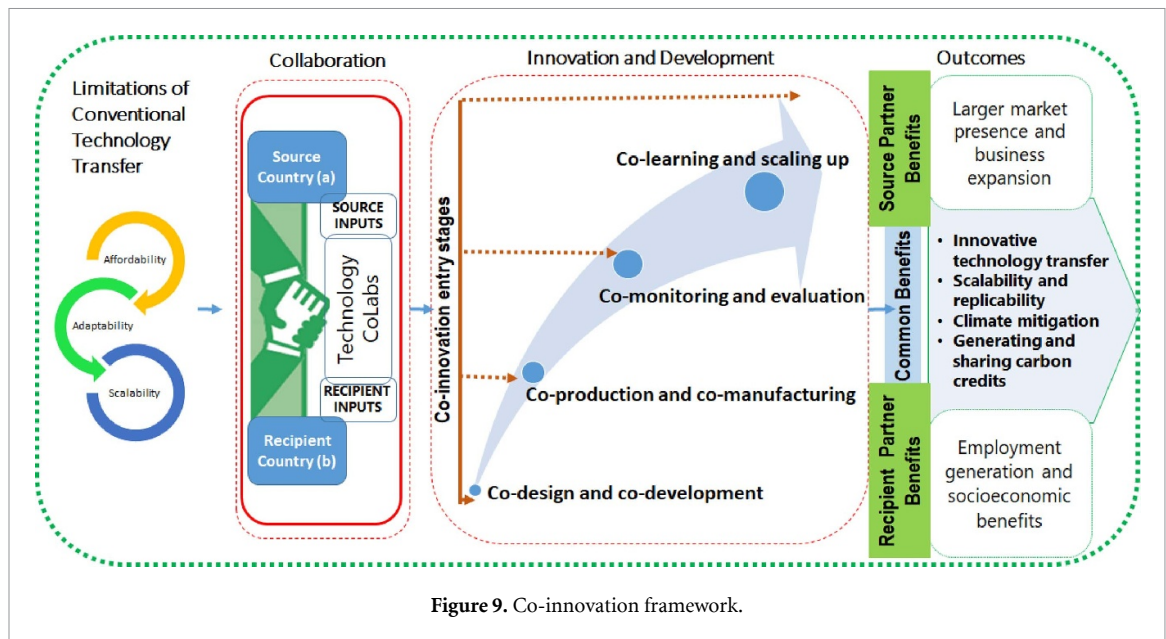 Limitations of
Conventional
Technology
Transfer
Affordability
Adaptability
Scalability
Collaboration
Source
Country (a)
SOURCE
INPUTS
Technology
CoLabs
RECIPIENT
INPUTS
Recipient
Country (b)
Innovation and Development
Co-innovation entry stages
Co-learning and scaling up
Co-monitoring and evaluation
Co-production and co-manufacturing
Co-design and co-development
Outcomes
Source Partner
Benefits
Larger market
presence and
business
expansion
Common Benefits
• Innovative
technology transfer
• Scalability and
replicability
• Climate mitigation
• Generating and
sharing carbon
credits
Recipient Partner
Benefits
Employment
generation and
socioeconomic
benefits
Figure 9. Co-innovation framework.